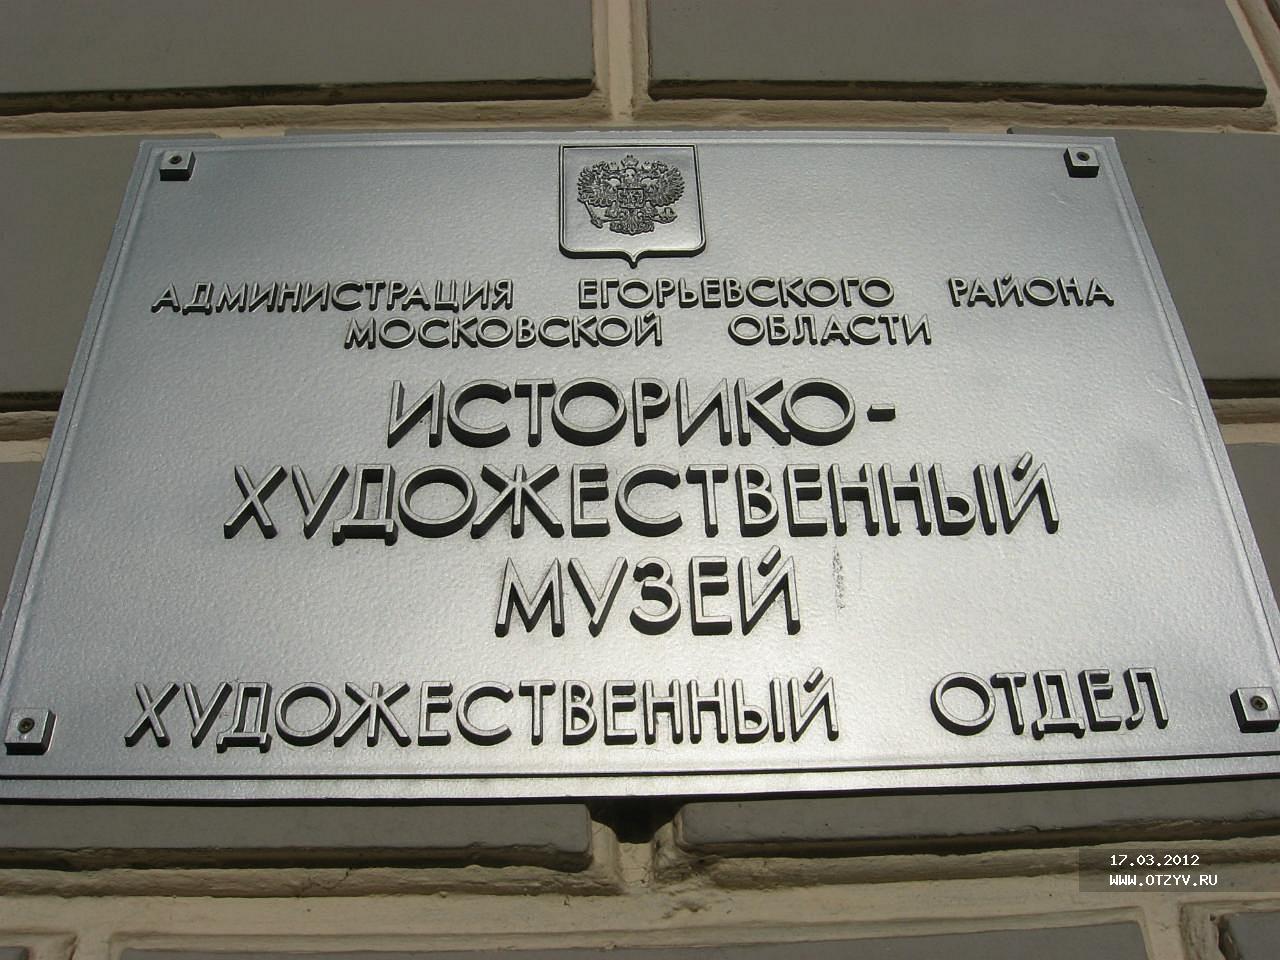 АДМИНИСТРАЦИЯ ЕГОРЬЕВСКОГО РАЙОНА
МОСКОВСКОЙ ОБЛАСТИ
ИСТОРИКО-
ХУДОЖЕСТВЕННЫЙ
МУЗЕЙ
ХУДОЖЕСТВЕННЫЙ ОТДЕЛ
17.03.2012
WWW.OTZYV.RU